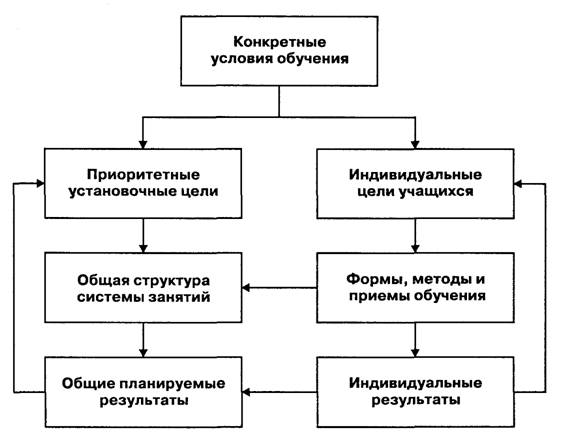 Конкретные
условия обучения
Приоритетные
установочные цели
Индивидуальные
цели учащихся
Общая структура
системы занятий
Формы, методы и
приемы обучения
Общие планируемые
результаты
Индивидуальные
результаты